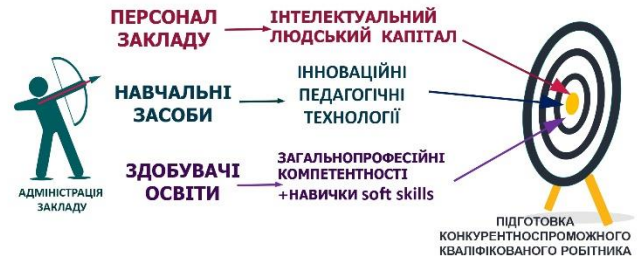 ПЕРСОНАЛ
ЗАКЛАДУ
ІНТЕЛЕКТУАЛЬНИЙ
ЛЮДСЬКИЙ КАПІТАЛ
НАВЧАЛЬНІ
ЗАСОБИ
ІННОВАЦІЙНІ
ПЕДАГОГІЧНІ
ТЕХНОЛОГІЇ
ЗДОБУВАЧІ
ОСВІТИ
ЗАГАЛЬНОПРОФЕСІЙНІ
КОМПЕТЕНТНОСТІ
+НАВИЧКИ soft skills
АДМІНІСТРАЦІЯ
ЗАКЛАДУ
ПІДГОТОВКА
КОНКУРЕНТНОСПРОМОЖНОГО
КВАЛІФІКОВАНОГО РОБІТНИКА